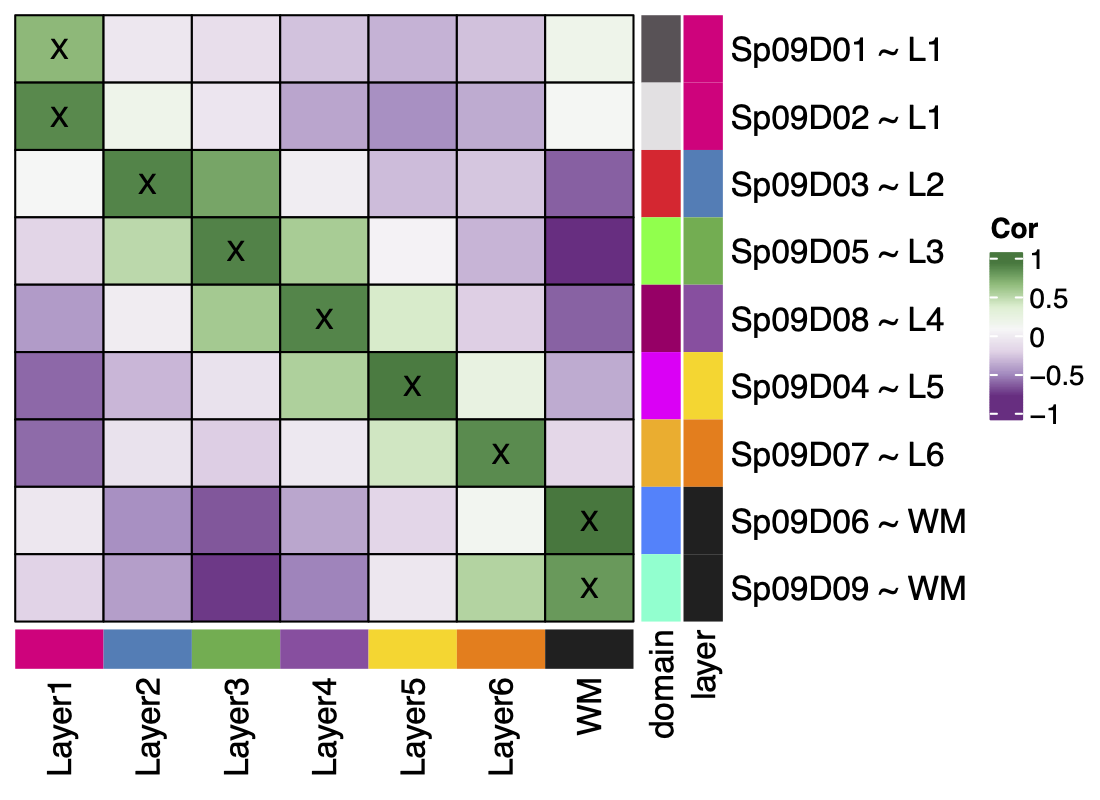 X
Sp09D01 ~ L1
X
Sp09D02 ~ L1
X
Sp09D03 ~ L2
X
Sp09D05 ~ L3
X
Sp09D08 ~ L4
X
Sp09D04 ~ L5
X
Sp09D07 ~ L6
X
Sp09D06 ~ WM
X
Sp09D09 ~ WM
Cor
1
0.5
0
−0.5
−1
Layer1
Layer2
Layer3
Layer4
Layer5
Layer6
WM
domain
layer